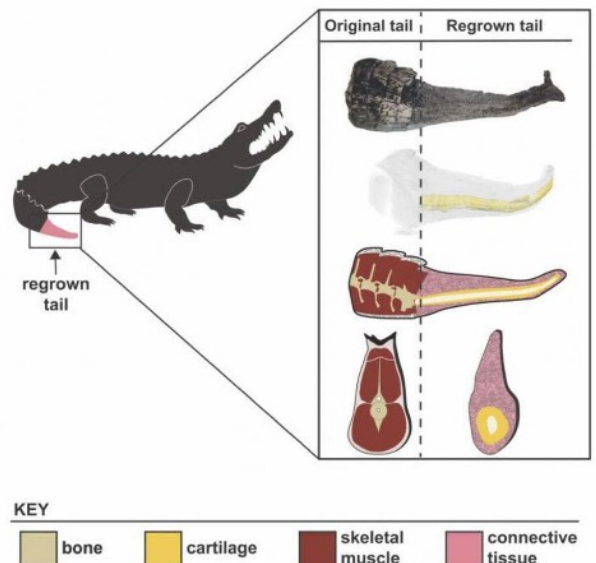 Original tail Regrown tail
regrown
tail
KEY
bone cartilage skeletal muscle connective tissue